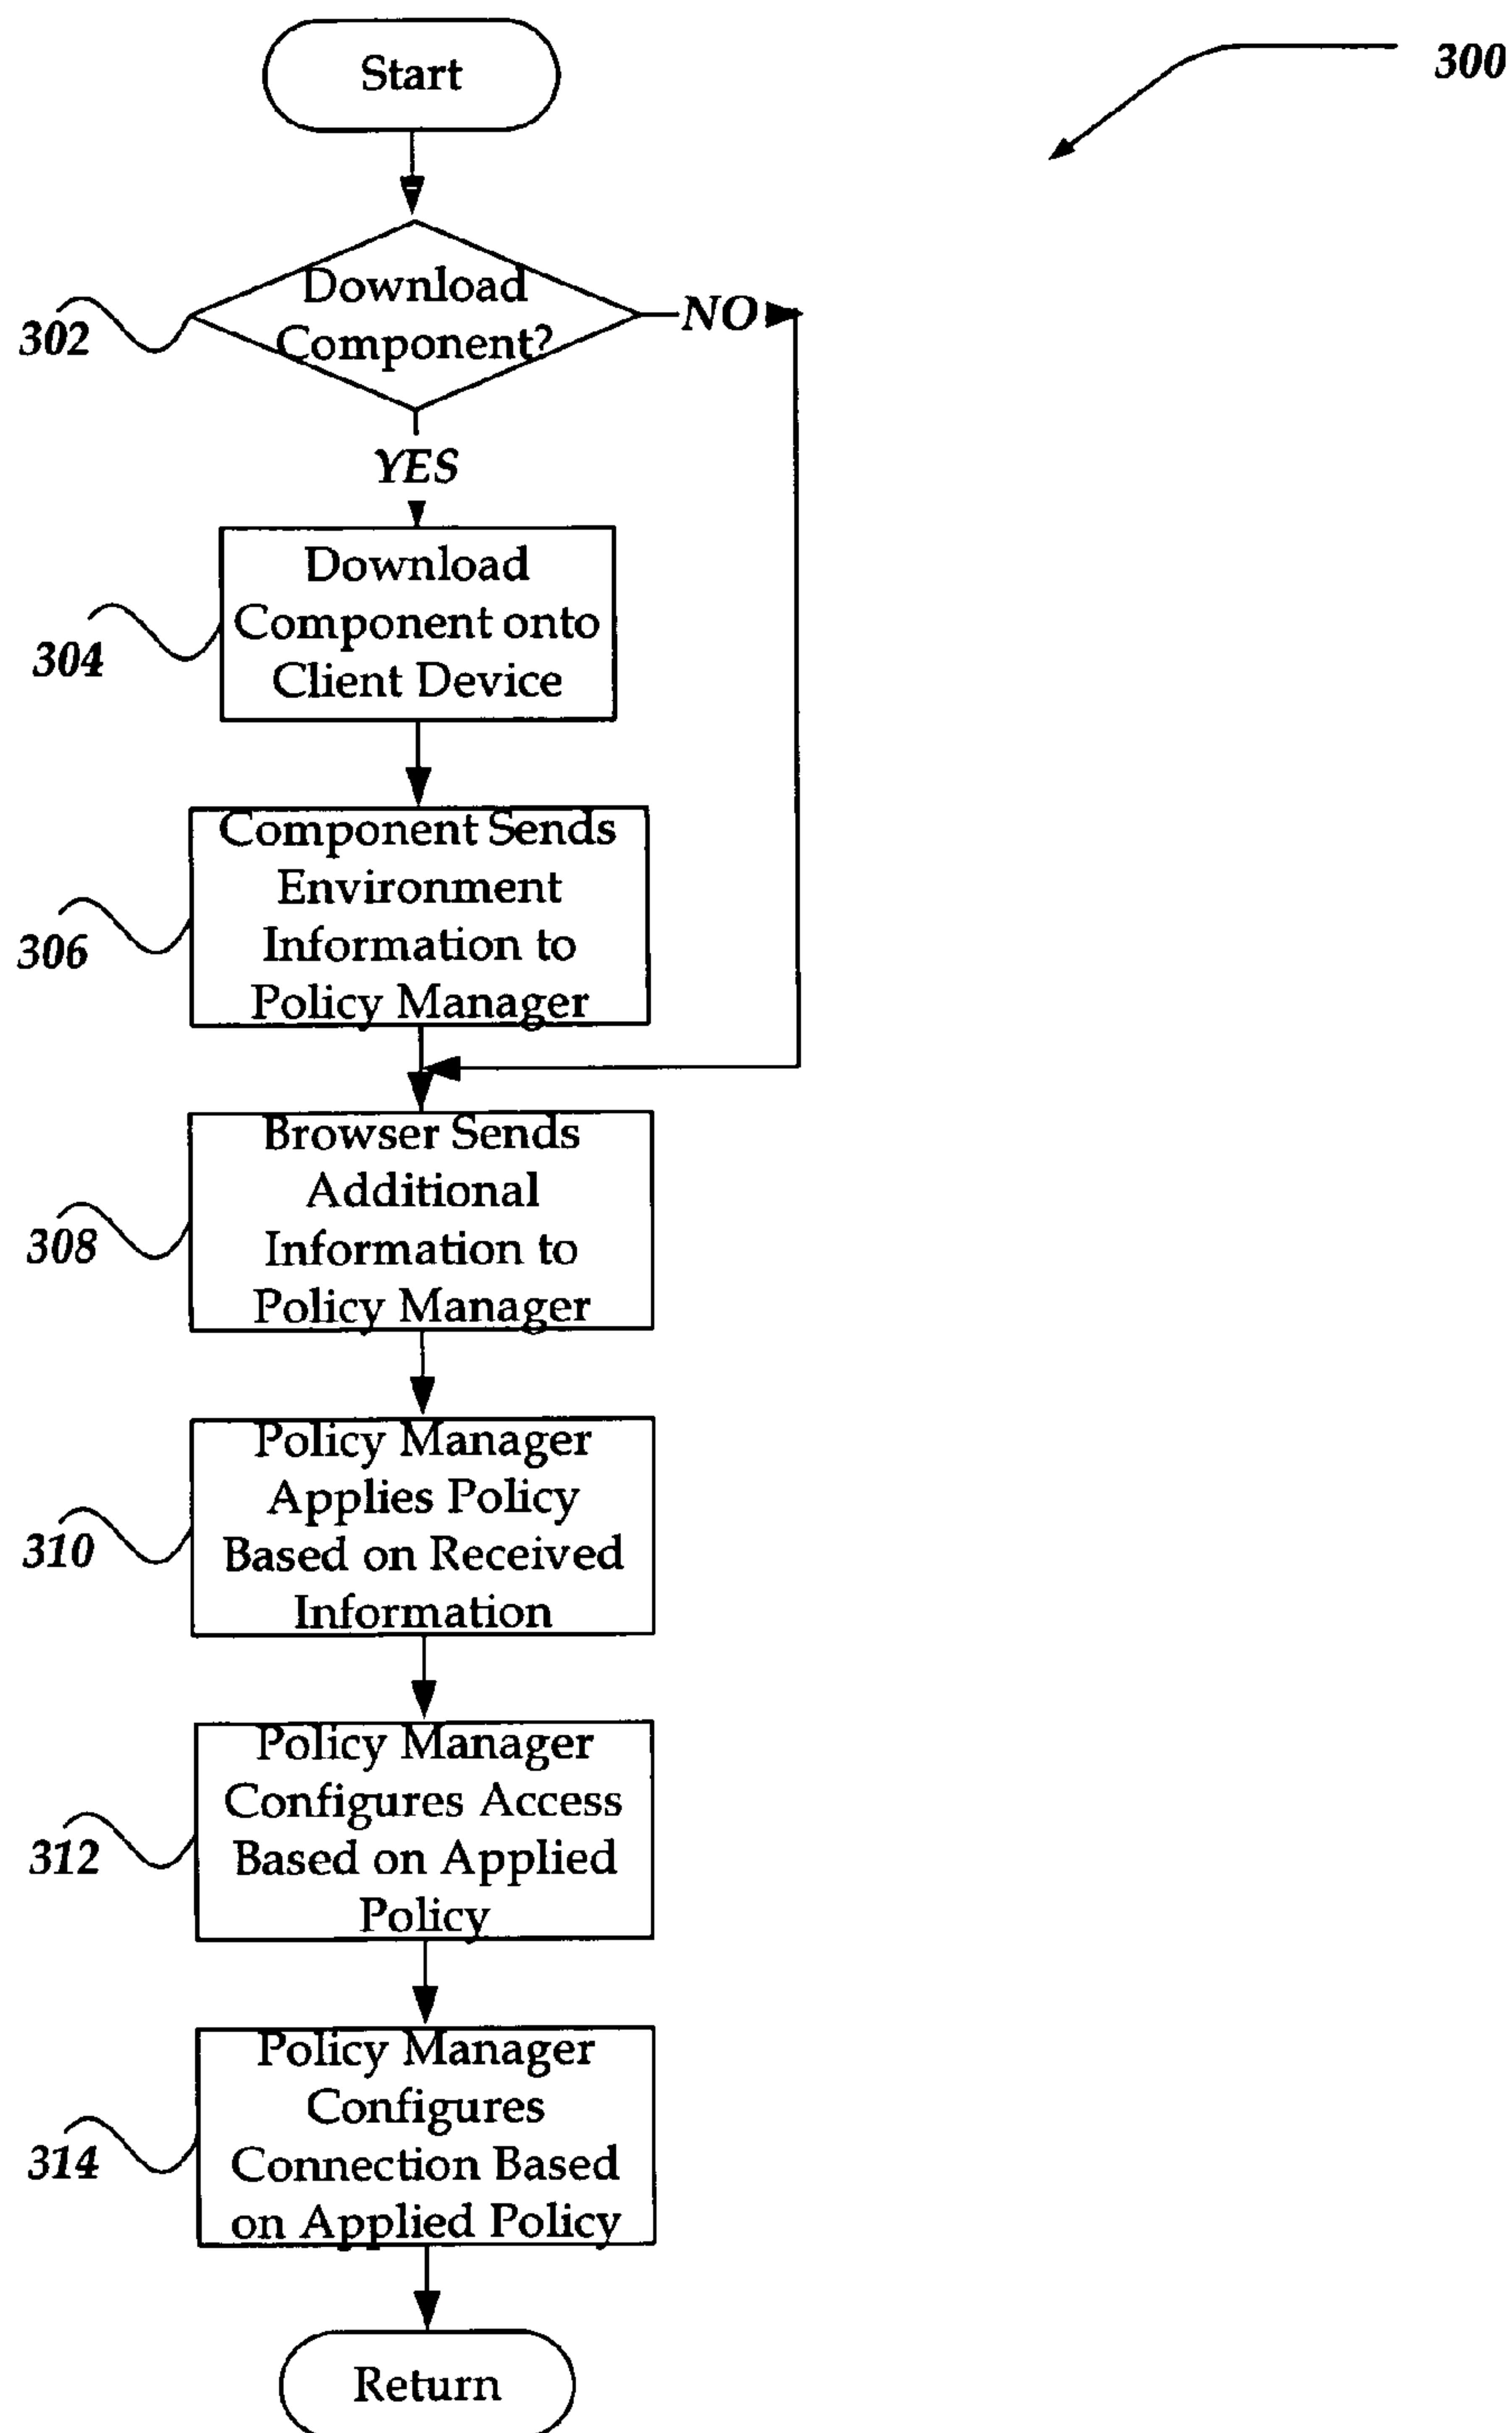 Start
300
Download
Component?
302
NO
YES
Download
Component onto
Client Device
304
Component Sends
Environment
Information to
Policy Manager
306
Browser Sends
Additional
Information to
Policy Manager
308
Policy Manager
Applies Policy
Based on Received
Information
310
Policy Manager
Configures Access
Based on Applied
Policy
312
Policy Manager
Configures
Connection Based
on Applied Policy
314
Return